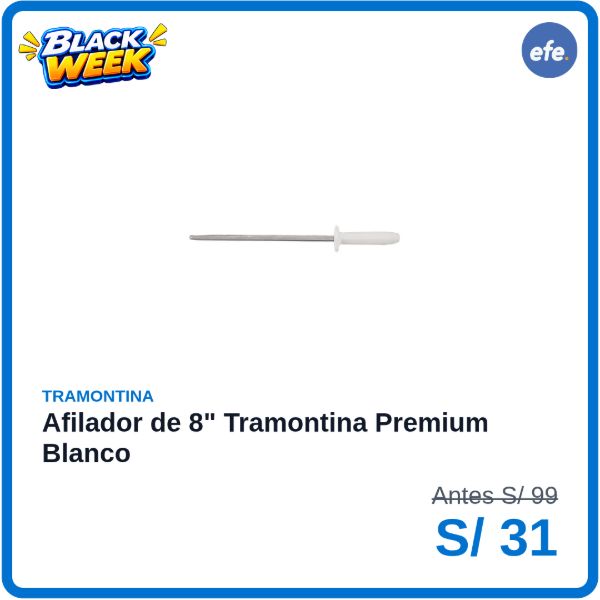 BLACK
WEEK
efe.
TRAMONTINA
Afilador de 8" Tramontina Premium
Blanco
Antes S/ 99
S/ 31